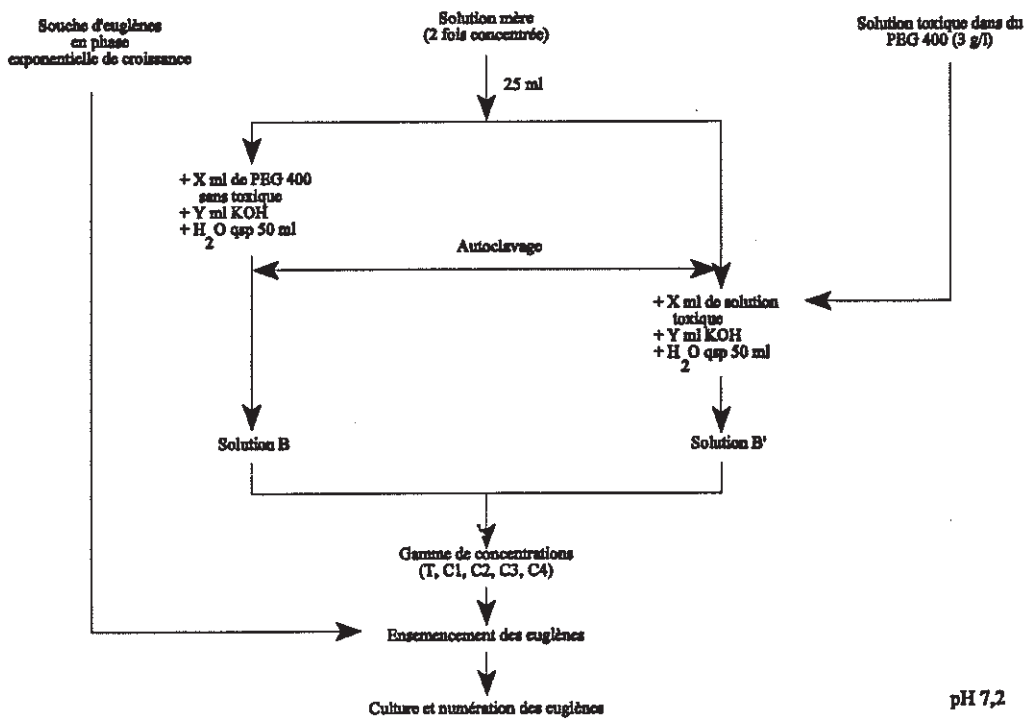 Souche d'euglènes
en phase
exponentielle de croissance
Solution mère
(2 fois concentrée)
Solution toxique dans du
PEG 400 (3 g/l)
25 ml
+ X ml de PEG 400
sans toxique
+ Y ml KOH
+ H2O qsp 50 ml
Autoclavage
+ X ml de solution
toxique
+ Y ml KOH
+ H2O qsp 50 ml
Solution B
Solution B'
Gamme de concentrations
(T, C1, C2, C3, C4)
Ensemencement des euglènes
Culture et numération des euglènes
pH 7,2